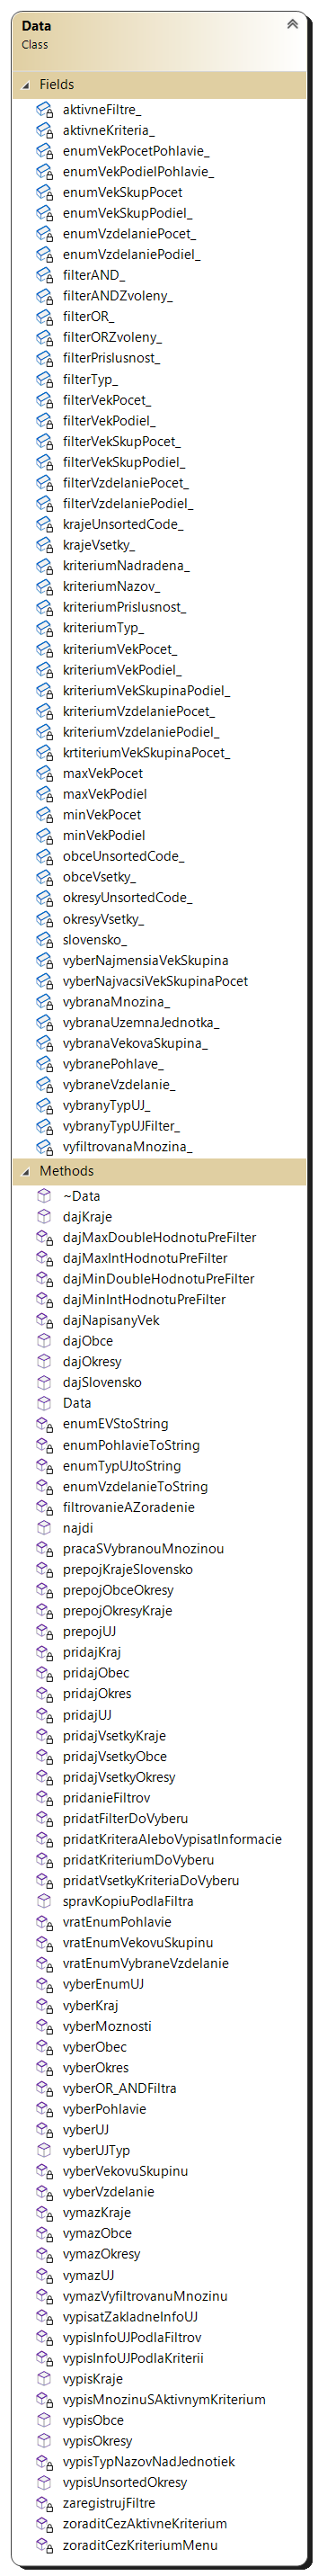 Data
Class
Fields
aktivneFiltre_
aktivneKriteria_
enumVekPocetPohlavie_
enumVekPodielPohlavie_
enumVekSkupPocet
enumVekSkupPodiel_
enumVzdelaniePocet_
enumVzdelaniePodiel_
filterAND_
filterANDZvoleny_
filterOR_
filterORZvoleny_
filterPrislusnost_
filterTyp_
filterVekPocet_
filterVekPodiel_
filterVekSkupPocet_
filterVekSkupPodiel_
filterVzdelaniePocet_
filterVzdelaniePodiel_
krajeUnsortedCode_
krajeVsetky_
kriteriumNadradena_
kriteriumNazov_
kriteriumPrislusnost_
kriteriumTyp_
kriteriumVekPocet_
kriteriumVekPodiel_
kriteriumVekSkupinaPodiel_
kriteriumVzdelaniePocet_
kriteriumVzdelaniePodiel_
krtiteriumVekSkupinaPocet_
maxVekPocet
maxVekPodiel
minVekPocet
minVekPodiel
obceUnsortedCode_
obceVsetky_
okresyUnsortedCode_
okresyVsetky_
slovensko_
vyberNajmensiaVekSkupina
vyberNajvacsiVekSkupinaPocet
vybranaMnozina_
vybranaUzemnaJednotka_
vybranaVekovaSkupina_
vybranePohlave_
vybraneVzdelanie_
vybranyTypUJ_
vybranyTypUJFilter_
vyfiltrovanaMnozina_
Methods
~Data
dajKraje
dajMaxDoubleHodnotuPreFilter
dajMaxIntHodnotuPreFilter
dajMinDoubleHodnotuPreFilter
dajMinIntHodnotuPreFilter
dajNapisanyVek
dajObce
dajOkresy
dajSlovensko
Data
enumEVStoString
enumPohlavieToString
enumTypUJtoString
enumVzdelanieToString
filtrovanieAZoradenie
najdi
pracaSVybranouMnozinou
prepojKrajeSlovensko
prepojObceOkresy
prepojOkresyKraje
prepojUJ
pridajKraj
pridajObec
pridajOkres
pridajUJ
pridajVsetkyKraje
pridajVsetkyObce
pridajVsetkyOkresy
pridanieFiltrov
pridatFilterDoVyberu
pridatKriteraAleboVypisatInformacie
pridatKriteriumDoVyberu
pridatVsetkyKriteriaDoVyberu
spravKopiuPodlaFiltra
vratEnumPohlavie
vratEnumVekovuSkupinu
vratEnumVybraneVzdelanie
vyberEnumUJ
vyberKraj
vyberMoznosti
vyberObec
vyberOkres
vyberOR_ANDFiltra
vyberPohlavie
vyberUJ
vyberUJTyp
vyberVekovuSkupinu
vyberVzdelanie
vymazKraje
vymazObce
vymazOkresy
vymazUJ
vymazVyfiltrovanuMnozinu
vypisatZakladneInfoUJ
vypisInfoUJPodlaFiltrov
vypisInfoUJPodlaKriterii
vypisKraje
vypisMnozinuSAktivnymKriterium
vypisObce
vypisOkresy
vypisTypNazovNadJednotiek
vypisUnsortedOkresy
zaregistrujFiltre
zoraditCezAktivneKriterium
zoraditCezKriteriumMenu